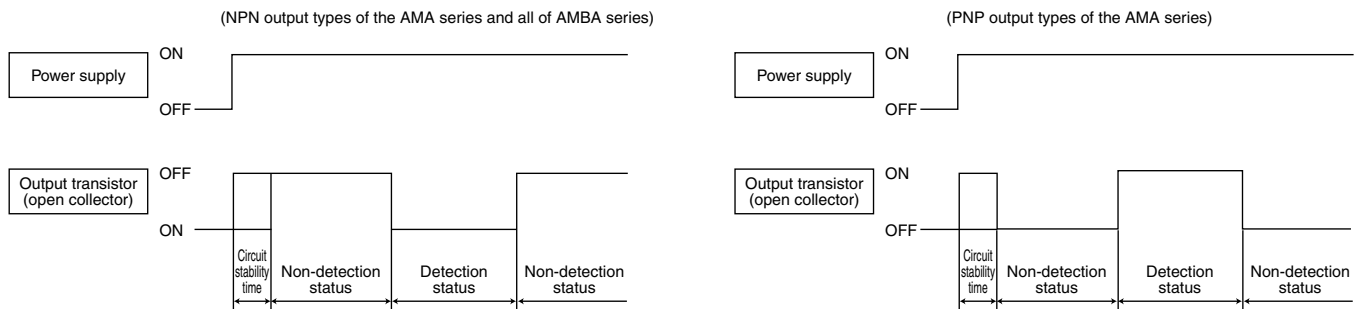 (NPN output types of the AMA series and all of AMBA series)
Power supply
ON
OFF
Output transistor
(open collector)
OFF
ON
Circuit
stability
time
Non-detection
status
Detection
status
Non-detection
status
(PNP output types of the AMA series)
Power supply
ON
OFF
Output transistor
(open collector)
ON
OFF
Circuit
stability
time
Non-detection
status
Detection
status
Non-detection
status